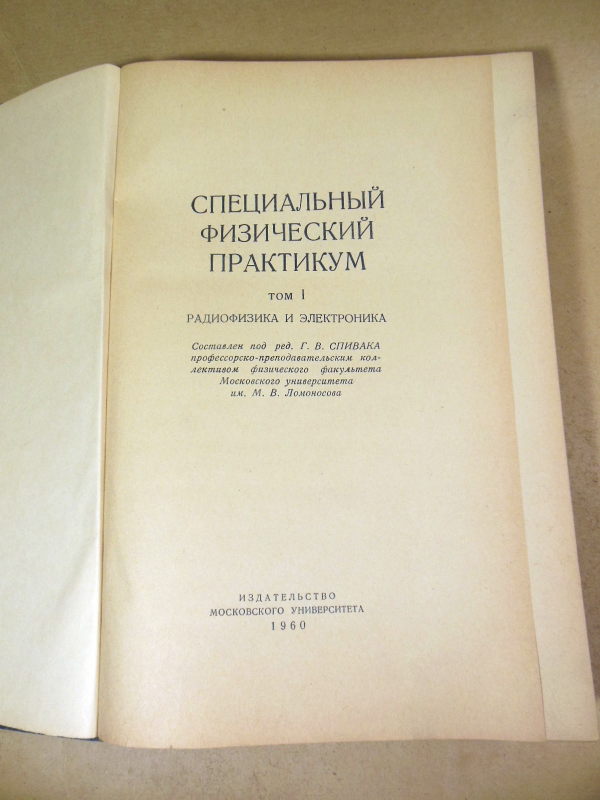 СПЕЦИАЛЬНЫЙ
ФИЗИЧЕСКИЙ
ПРАКТИКУМ
ТОМ I
РАДИОФИЗИКА И ЭЛЕКТРОНИКА
Составлен под ред. Г. В. СПИВАКА
профессорско-преподавательским кол-
лективом физического факультета
Московского университета
им. М. В. Ломоносова
ИЗДАТЕЛЬСТВО
МОСКОВСКОГО УНИВЕРСИТЕТА
1960